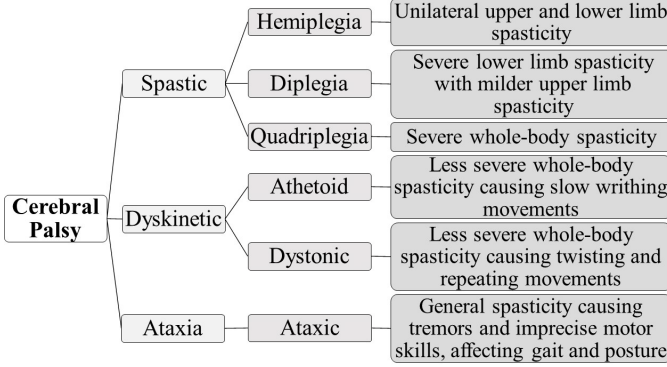 Cerebral
Palsy
Spastic
Hemiplegia
Unilateral upper and lower limb
spasticity
Diplegia
Severe lower limb spasticity
with milder upper limb
spasticity
Quadriplegia
Severe whole-body spasticity
Dyskinetic
Athetoid
Less severe whole-body
spasticity causing slow writhing
movements
Dystonic
Less severe whole-body
spasticity causing twisting and
repeating movements
Ataxia
Ataxic
General spasticity causing
tremors and imprecise motor
skills, affecting gait and posture